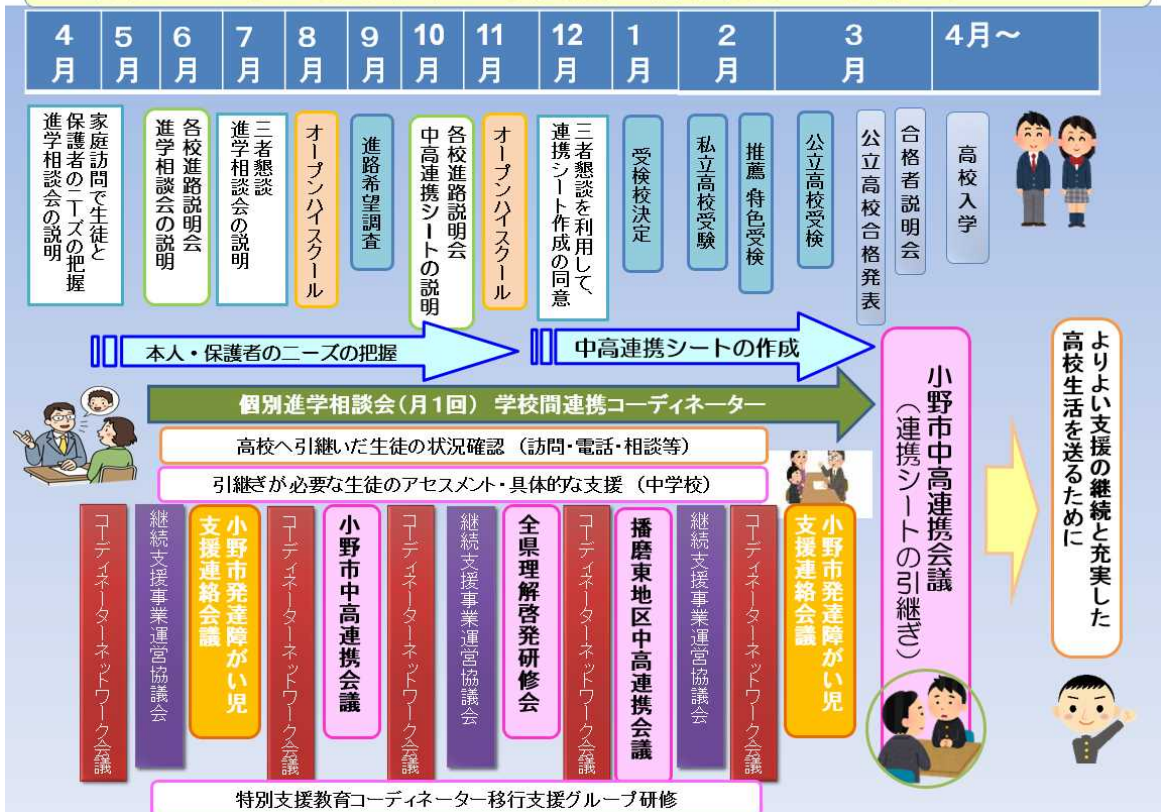 4月
5月
6月
7月
8月
9月
10月
11月
12月
1月
2月
3月
4月～
家庭訪問で生徒と
保護者のニーズの把握
進学相談会の説明
各校進路説明会
進学相談会の説明
三者懇談
進学相談会の説明
オープンハイスクール
進路希望調査
各校進路説明会
中高連携シートの説明
オープンハイスクール
三者懇談を利用して、
連携シート作成の同意
受検校決定
私立高校受験
推薦・特色受検
公立高校受検
公立高校合格発表
合格者説明会
高校入学
本人・保護者のニーズの把握
中高連携シートの作成
個別進学相談会（月1回） 学校間連携コーディネーター
高校へ引継いだ生徒の状況確認 （訪問・電話・相談等）
引継ぎが必要な生徒のアセスメント・具体的な支援 （中学校）
コーディネーターネットワーク会議
継続支援事業運営協議会
小野市発達障がい児
支援連絡会議
コーディネーターネットワーク会議
小野市中高連携会議
コーディネーターネットワーク会議
継続支援事業運営協議会
全県理解啓発研修会
コーディネーターネットワーク会議
播磨東地区中高連携会議
継続支援事業運営協議会
コーディネーターネットワーク会議
小野市発達障がい児
支援連絡会議
小野市中高連携会議
（連携シートの引継ぎ）
よりよい支援の継続と充実した
高校生活を送るために
特別支援教育コーディネーター移行支援グループ研修